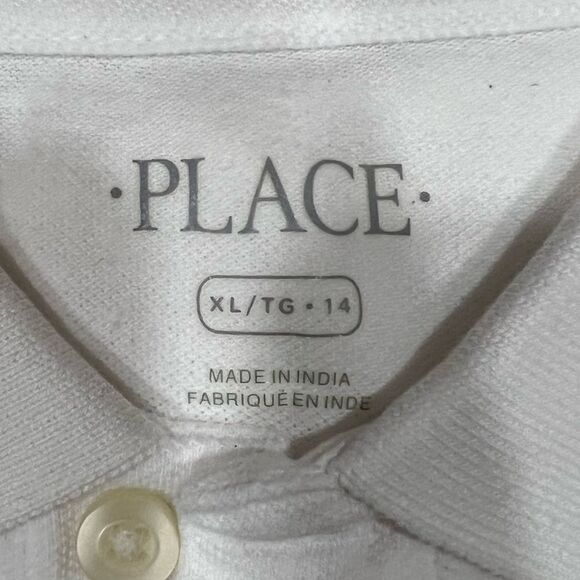 ·PLACE·
XL/TG • 14
MADE IN INDIA
FABRIQUÉ EN INDE